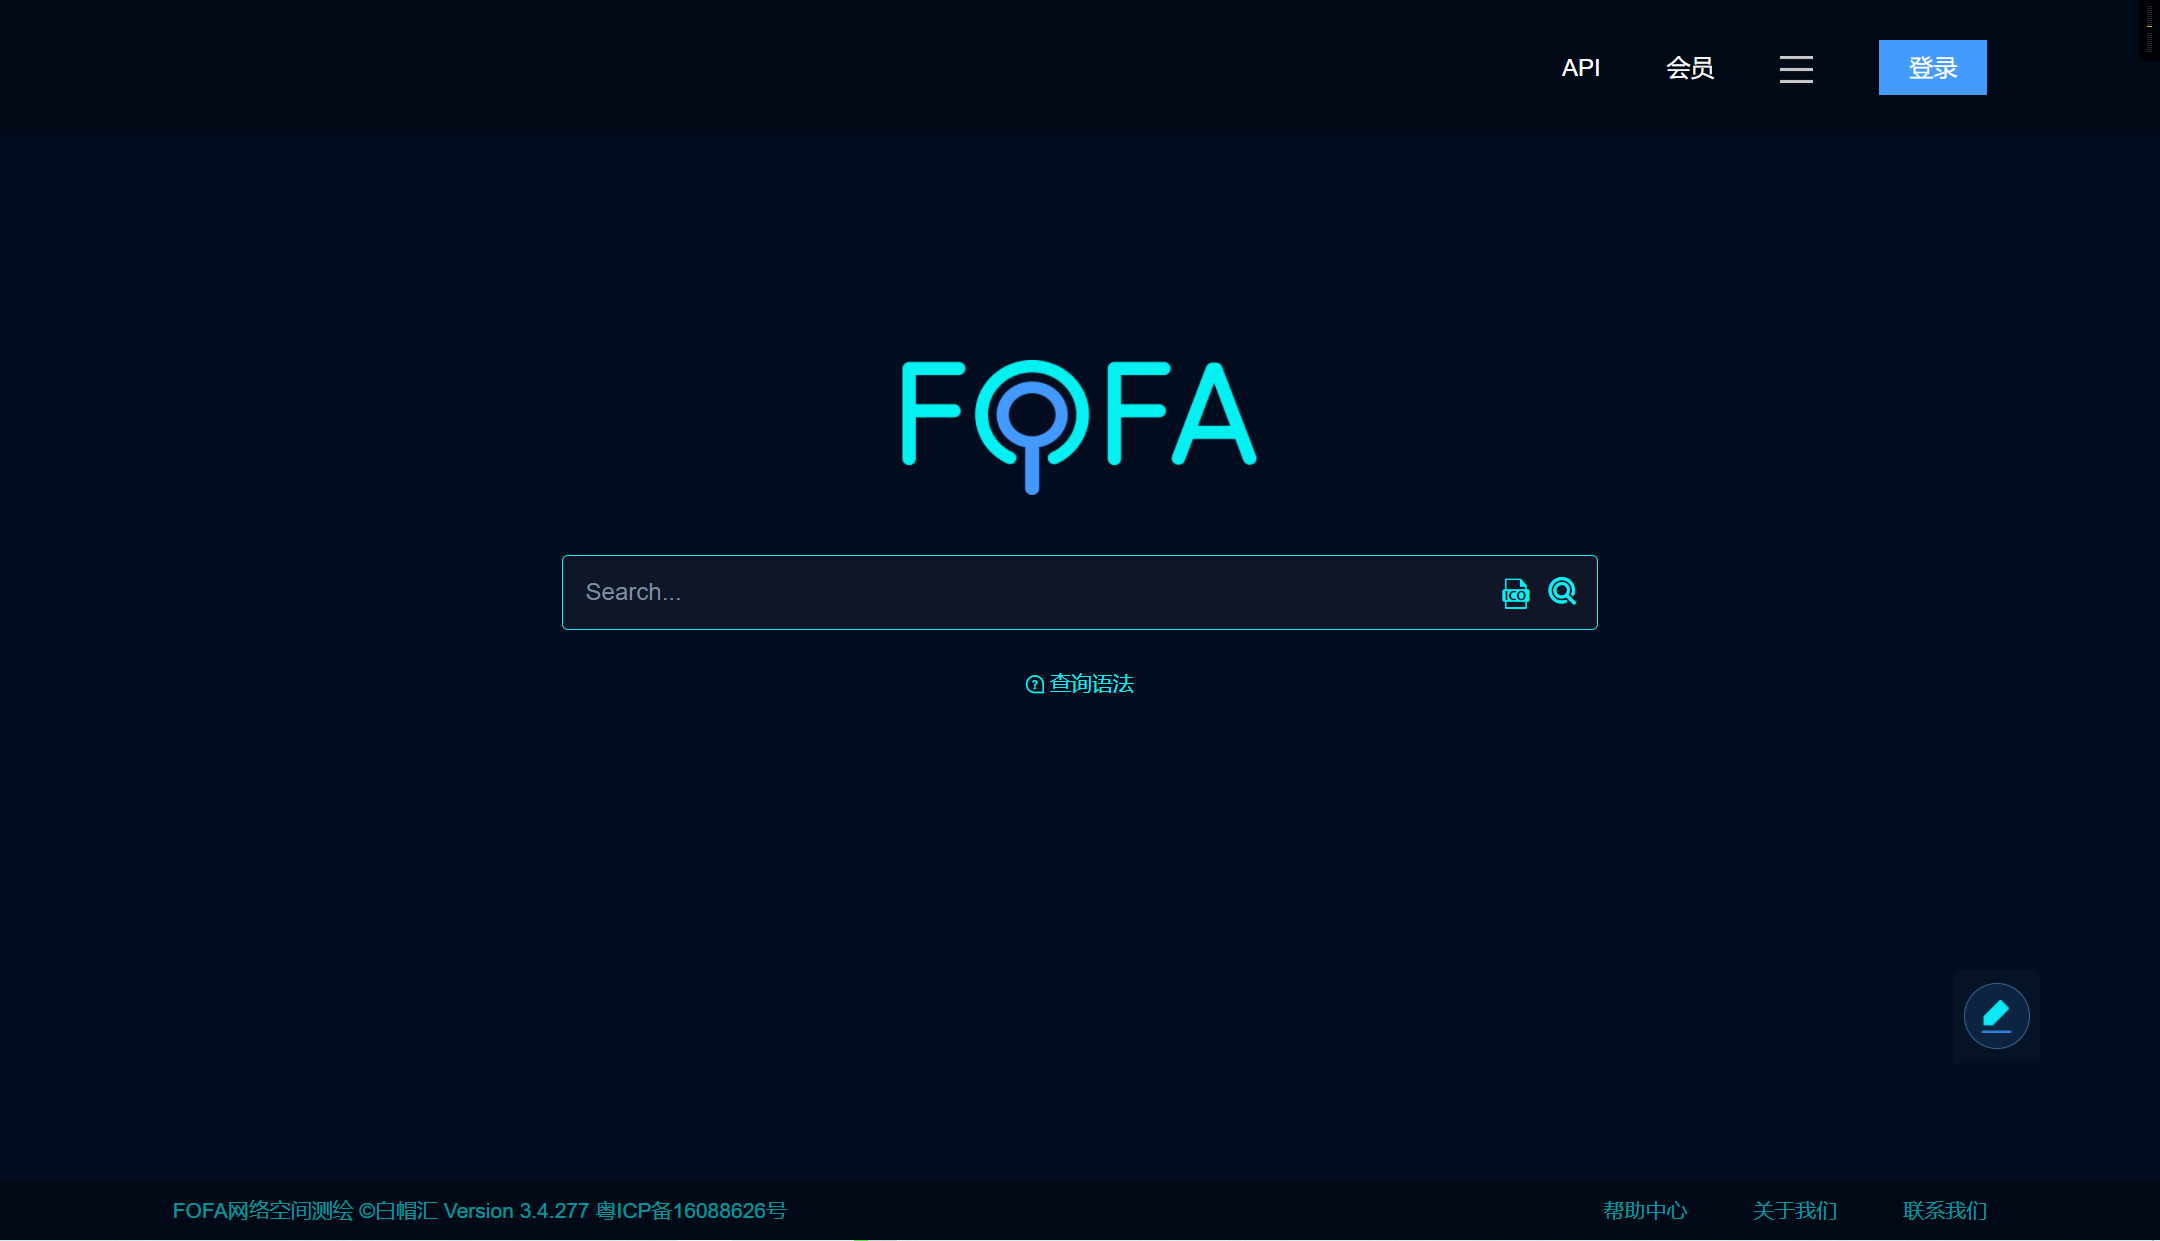 API 会员 登录
FOFA
Search...
ICO
查询语法
FOFA网络空间测绘 ©白帽汇 Version 3.4.277 粤ICP备16088626号
帮助中心 关于我们 联系我们